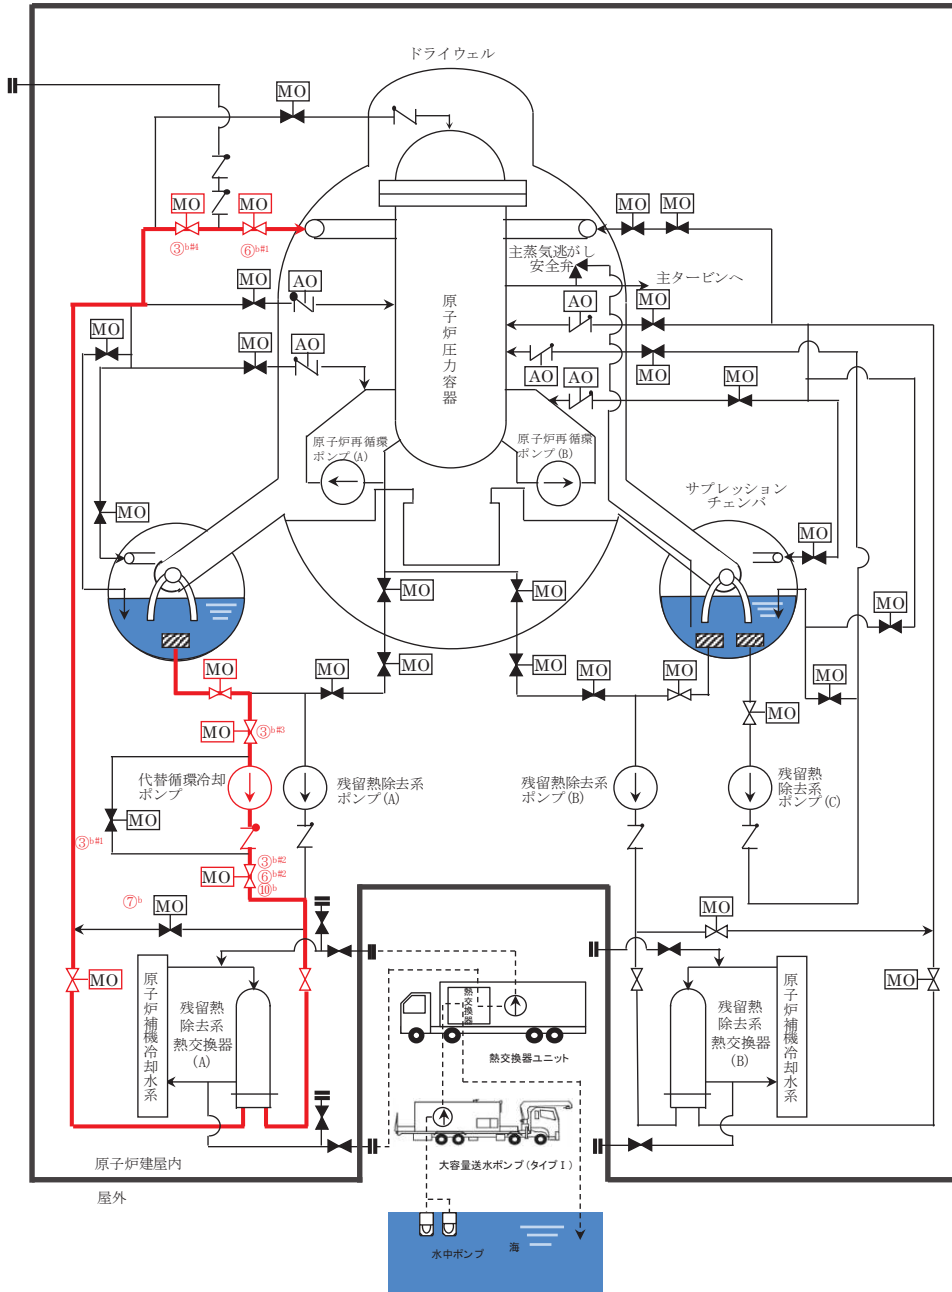 ドライウェル
MO
MO
MO
③b#4
⑥b#1
MO
MO
主蒸気逃がし
安全弁
主タービンへ
MO
AO
AO
MO
原子炉圧力容器
MO
MO
AO
AO
MO
AO
MO
原子炉再循環
ポンプ(A)
原子炉再循環
ポンプ(B)
サプレッション
チェンバ
MO
MO
MO
MO
MO
MO
MO
MO
MO
MO
MO
MO
MO
③b#3
MO
代替循環冷却
ポンプ
残留熱除去系
ポンプ(A)
残留熱除去系
ポンプ(B)
残留熱
除去系
ポンプ(C)
MO
③b#1
③b#2
⑥b#2
⑩b
MO
⑦b
MO
MO
MO
MO
原子炉補機冷却水系
残留熱
除去系
熱交換器
(A)
熱交換器
熱交換器ユニット
残留熱
除去系
熱交換器
(B)
原子炉補機冷却水系
大容量送水ポンプ(タイプⅠ)
原子炉建屋内
屋外
水中ポンプ
海